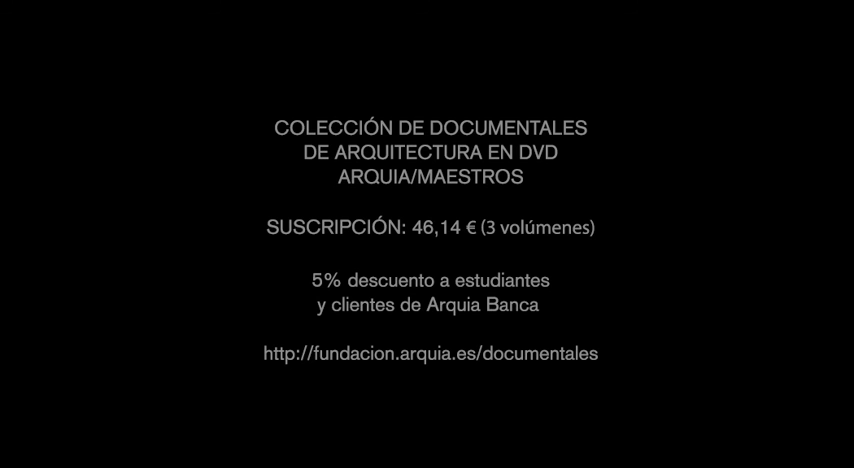 COLECCIÓN DE DOCUMENTALES
DE ARQUITECTURA EN DVD
ARQUIA/MAESTROS
SUSCRIPCIÓN: 46,14 € (3 volúmenes)
5% descuento a estudiantes
y clientes de Arquia Banca
http://fundacion.arquia.es/documentales